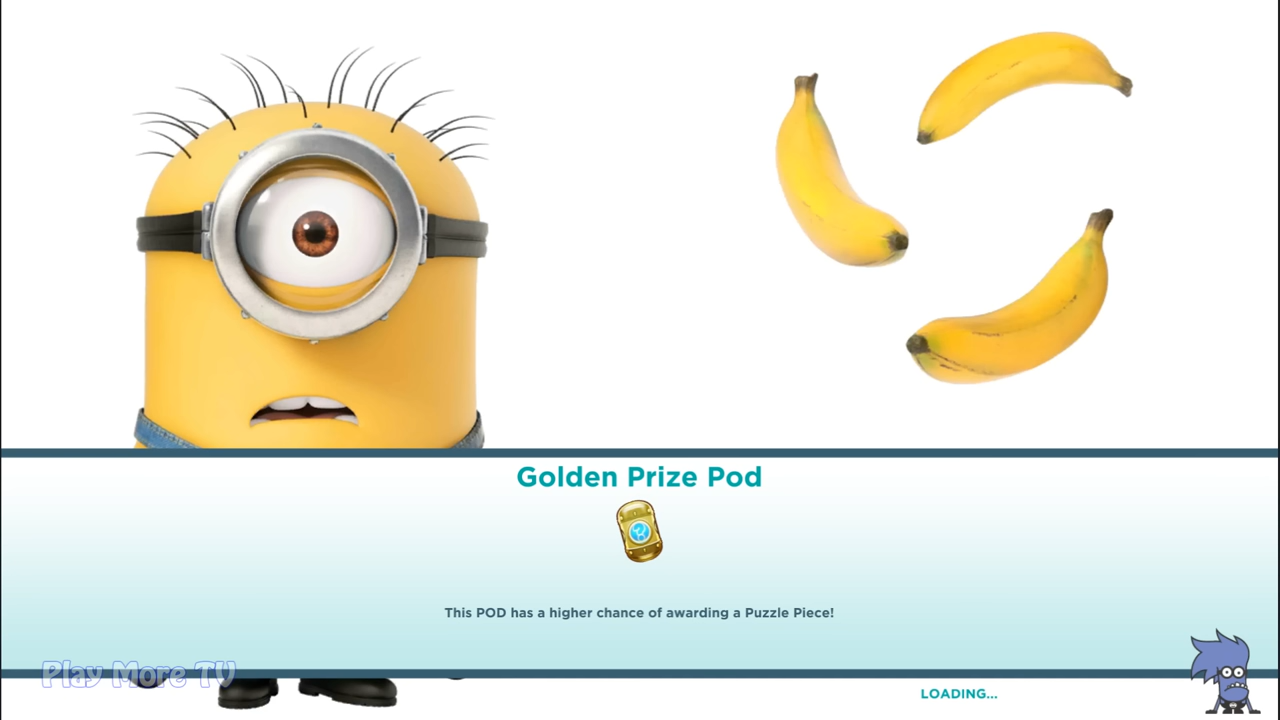 Golden Prize Pod
This POD has a higher chance of awarding a Puzzle Piece!
Play More TV
LOADING...